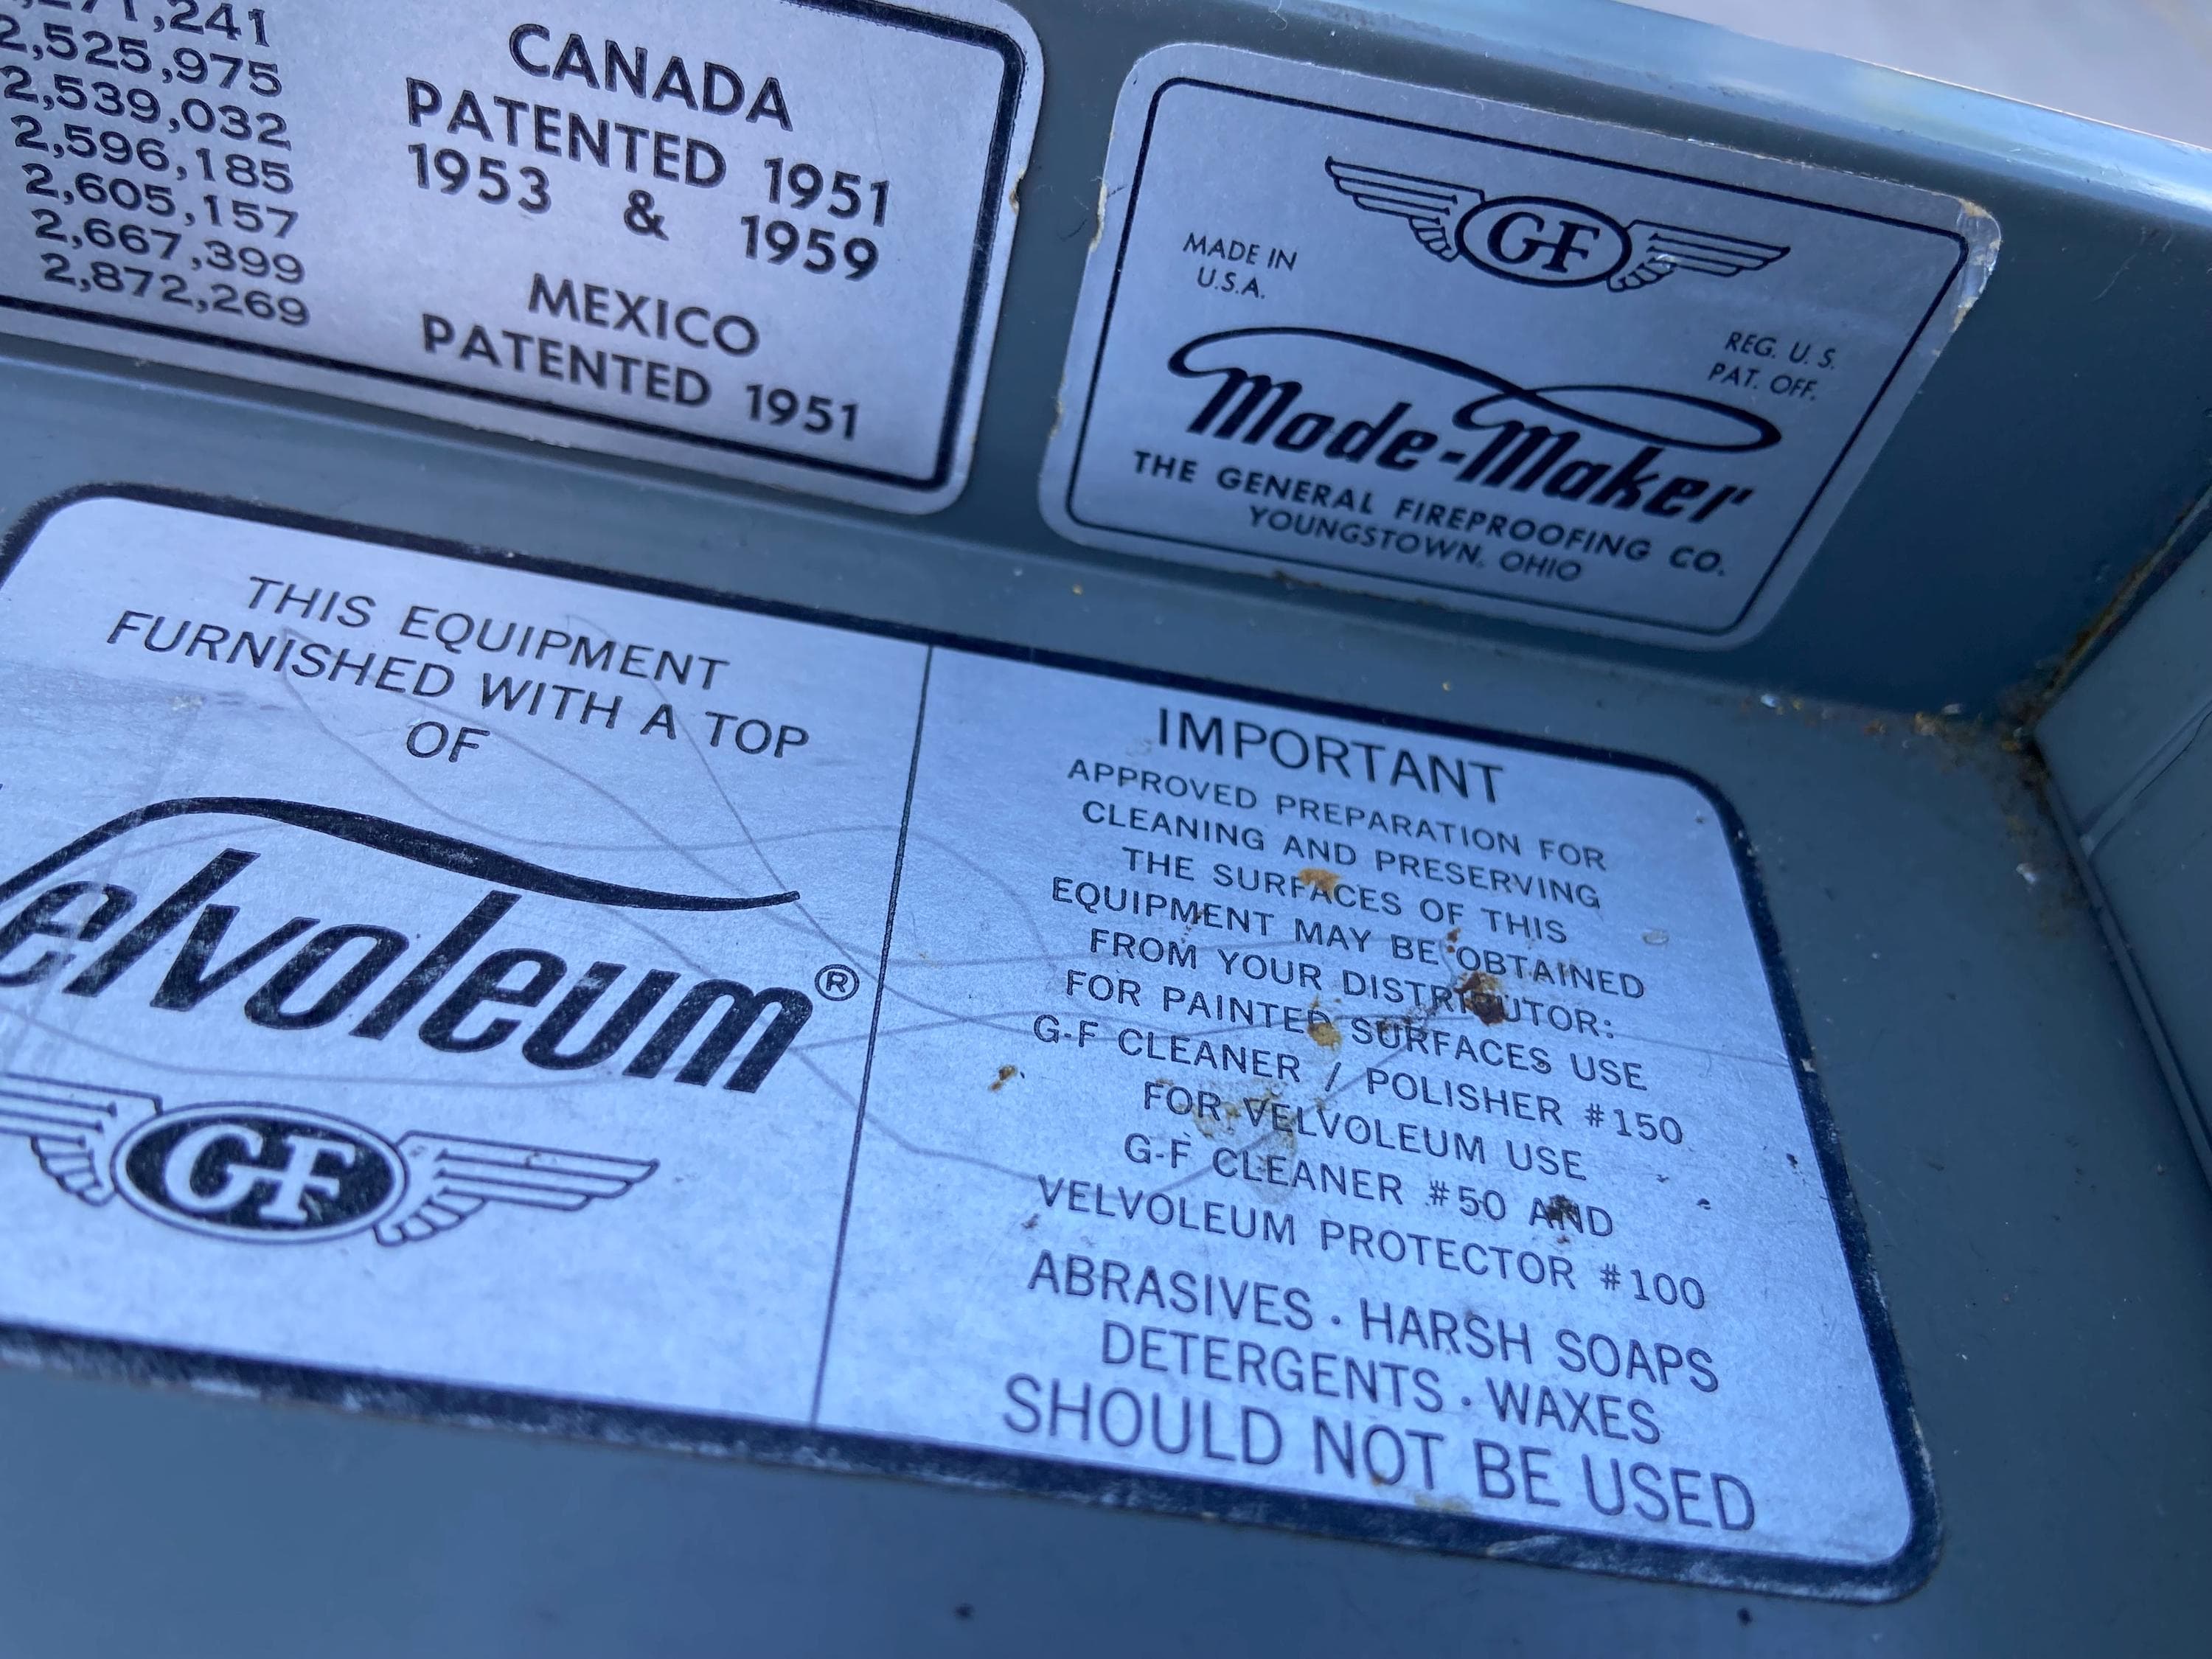 2,525,975
2,539,032
2,596,185
2,605,157
2,667,399
2,872,269
CANADA
PATENTED 1951
1953 & 1959
MEXICO
PATENTED 1951
GF
MADE IN
U.S.A.
REG. U. S.
PAT. OFF.
Mode-Maker
THE GENERAL FIREPROOFING CO.
YOUNGSTOWN, OHIO
THIS EQUIPMENT
FURNISHED WITH A TOP
OF
elvoleum®
GF
IMPORTANT
APPROVED PREPARATION FOR
CLEANING AND PRESERVING
THE SURFACES OF THIS
EQUIPMENT MAY BE OBTAINED
FROM YOUR DISTRIBUTOR:
FOR PAINTED SURFACES USE
G-F CLEANER / POLISHER #150
FOR VELVOLEUM USE
G-F CLEANER #50 AND
VELVOLEUM PROTECTOR #100
ABRASIVES · HARSH SOAPS
DETERGENTS · WAXES
SHOULD NOT BE USED